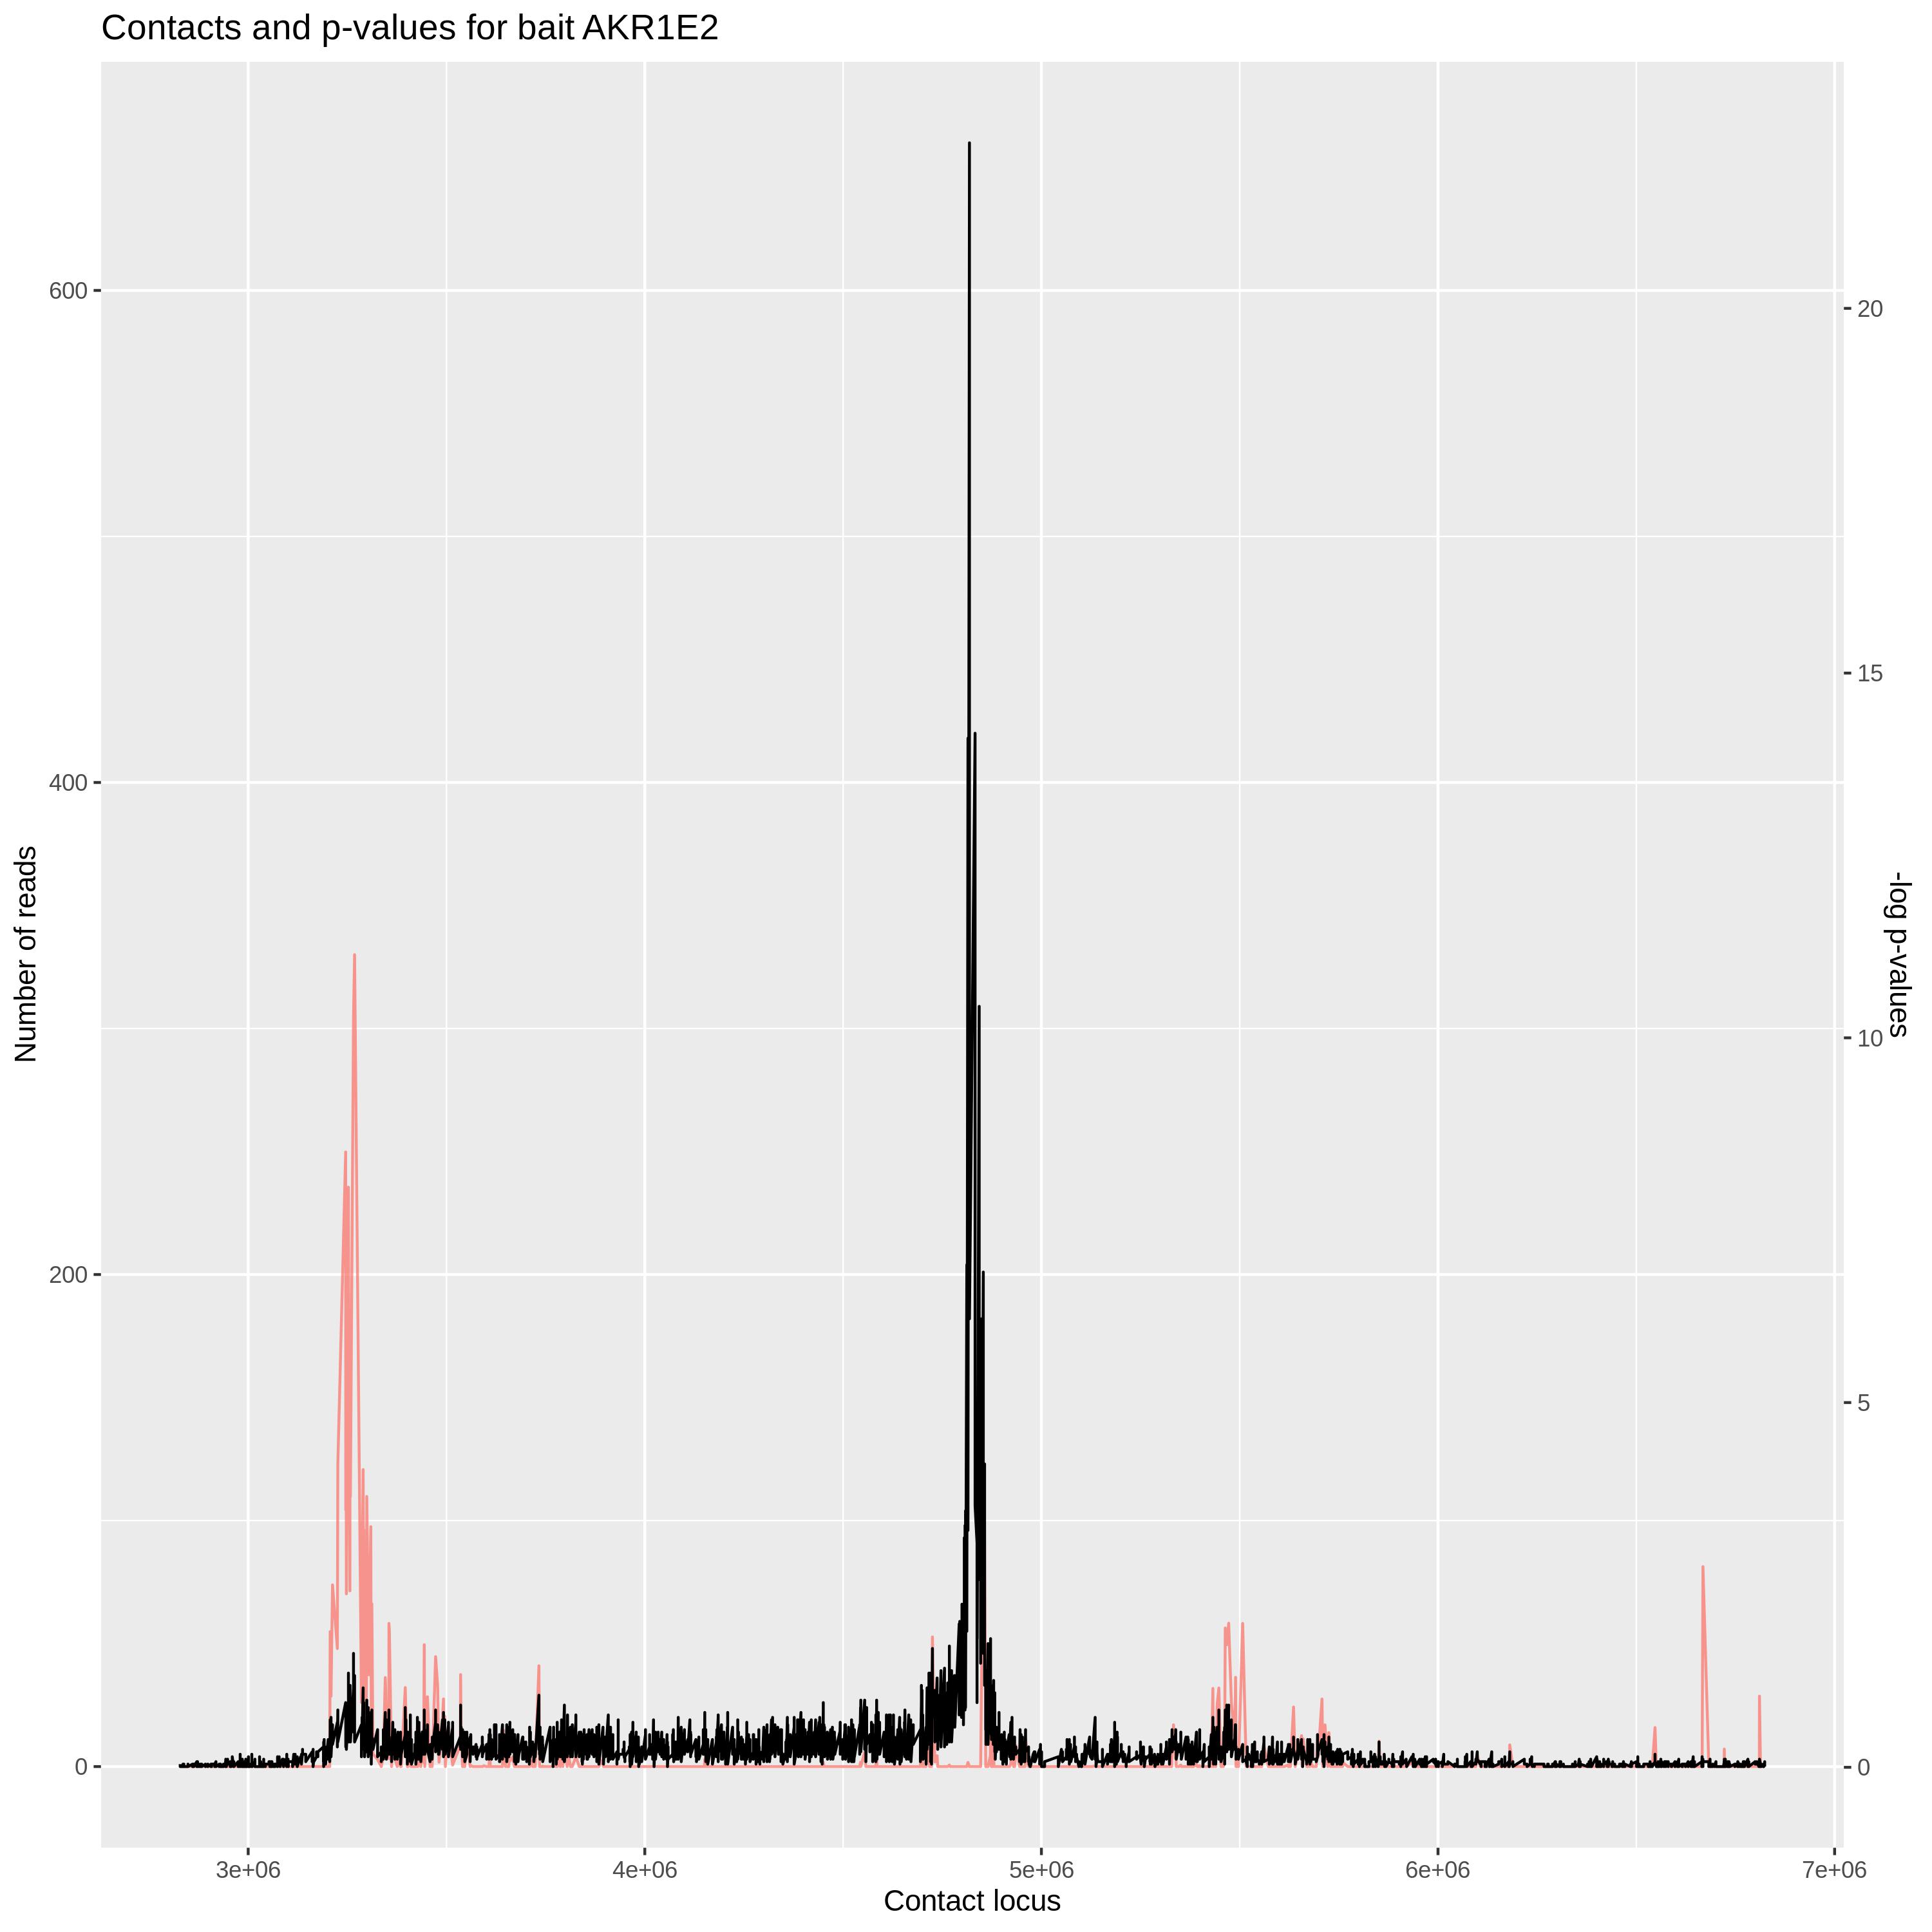 Contacts and p-values for bait AKR1E2
Number of reads
600
400
200
0
20
15
10
5
0
-log p-values
3e+06
4e+06
5e+06
6e+06
7e+06
Contact locus